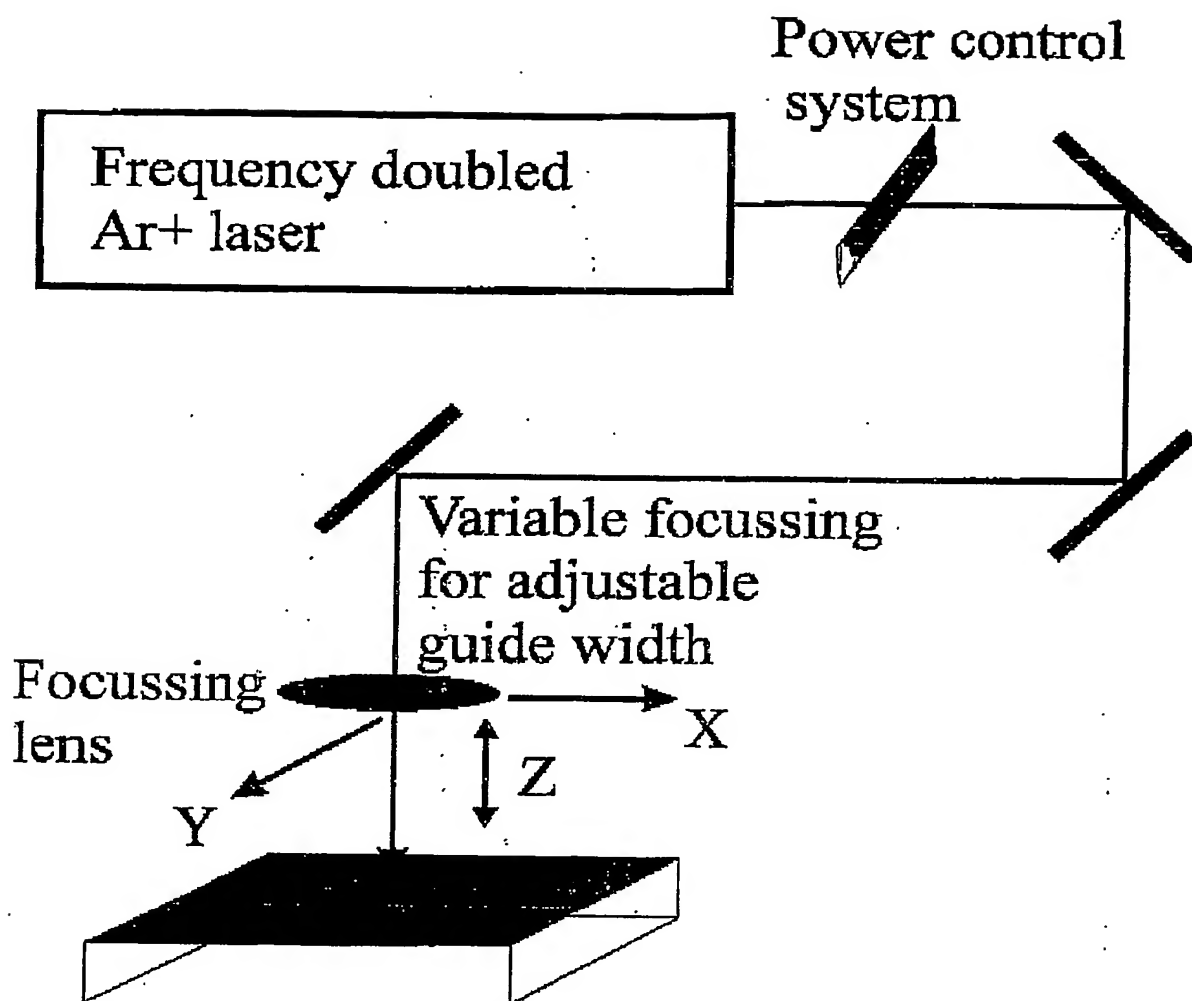 Power control
system
Frequency doubled
Ar+ laser
Variable focussing
for adjustable
guide width
Focussing
lens
X
Z
Y